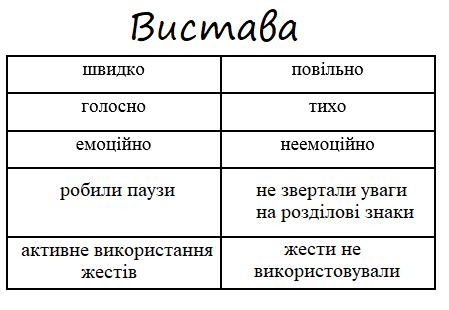 Вистава
швидко повільно
голосно тихо
емоційно неемоційно
робили паузи не звертали уваги
на розділові знаки
активне використання жести не
жестів використовували